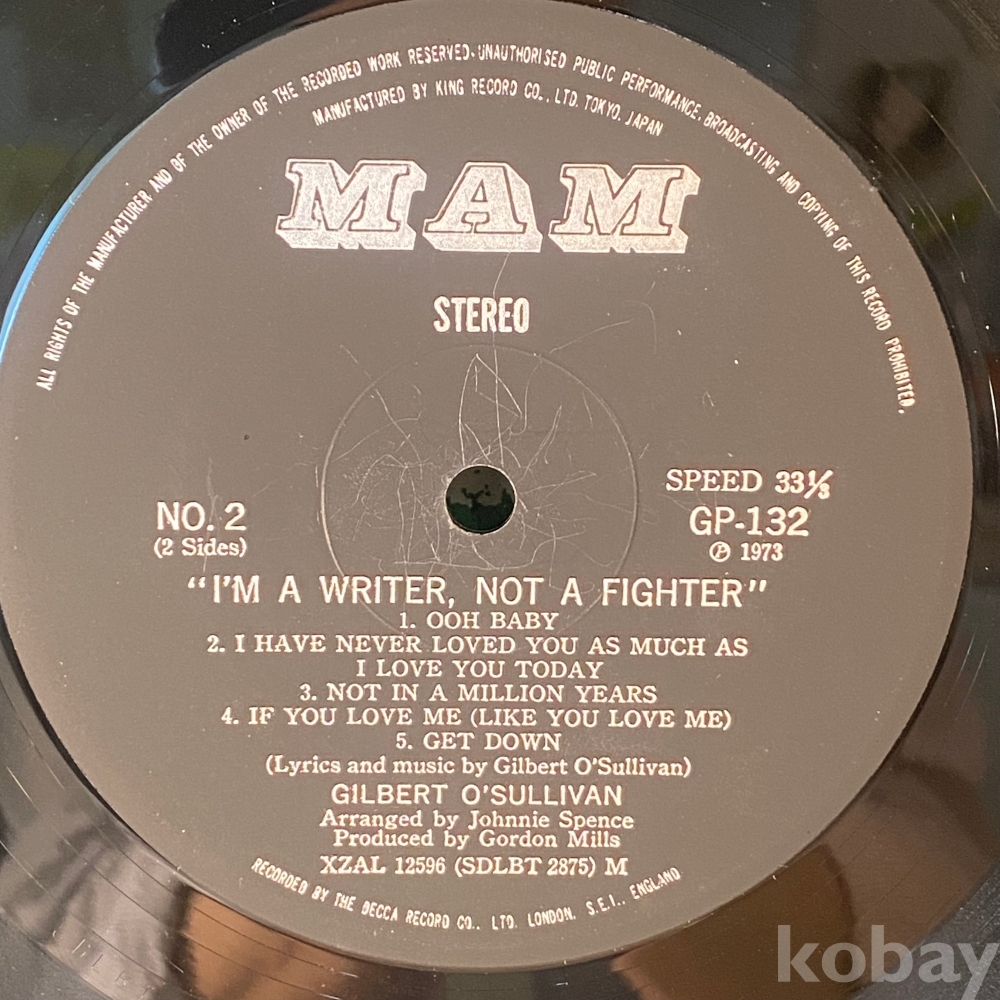 ALL RIGHTS OF THE MANUFACTURER AND OF THE OWNER OF THE RECORDED WORK RESERVED. UNAUTHORISED PUBLIC PERFORMANCE, BROADCASTING AND COPYING OF THIS RECORD PROHIBITED.
MANUFACTURED BY KING RECORD CO., LTD. TOKYO. JAPAN
MAM
STEREO
SPEED 33⅓
NO. 2
GP-132
(2 Sides)
Ⓟ 1973
"I'M A WRITER, NOT A FIGHTER"
1. OOH BABY
2. I HAVE NEVER LOVED YOU AS MUCH AS
I LOVE YOU TODAY
3. NOT IN A MILLION YEARS
4. IF YOU LOVE ME (LIKE YOU LOVE ME)
5. GET DOWN
(Lyrics and music by Gilbert O'Sullivan)
GILBERT O'SULLIVAN
Arranged by Johnnie Spence
Produced by Gordon Mills
XZAL 12596 (SDLBT 2875) M
RECORDED BY THE DECCA RECORD CO., LTD. LONDON. S.E.I., ENGLAND
kobay